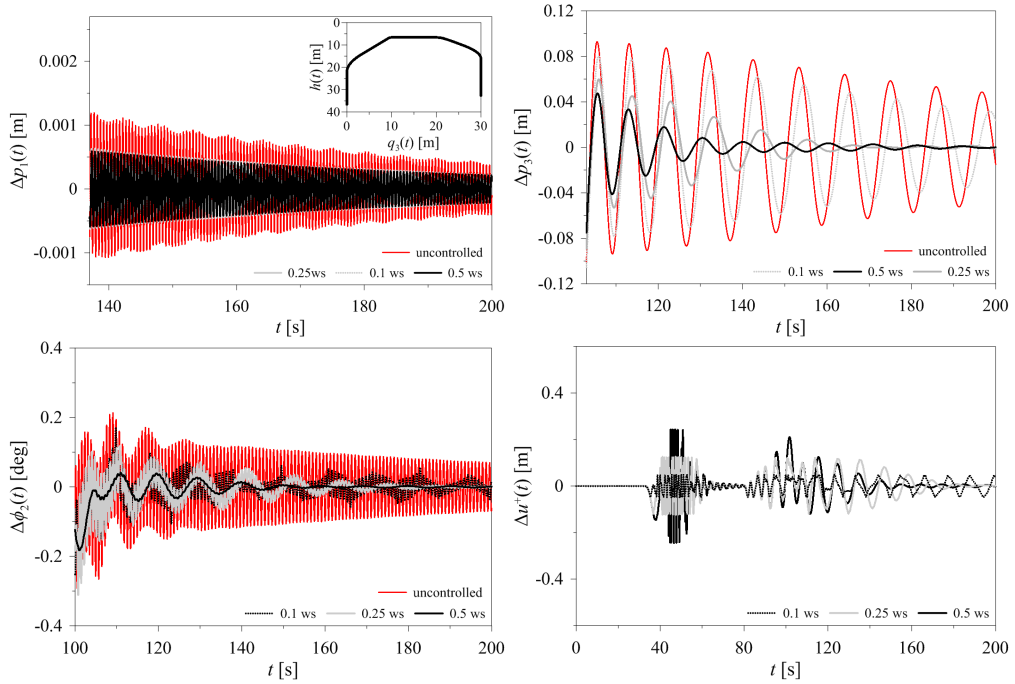 0.002
0.001
0
-0.001
Δp₁(t) [m]
140 160 180 200
t [s]
uncontrolled
0.25ws 0.1 ws 0.5 ws
0
10
20
30
40
h(t) [m]
0 10 20 30
q₃(t) [m]
0.12
0.08
0.04
0
-0.04
-0.08
-0.12
Δp₃(t) [m]
120 140 160 180 200
t [s]
uncontrolled
0.1 ws 0.5 ws 0.25 ws
0.4
0.2
0
-0.2
-0.4
Δϕ₂(t) [deg]
100 120 140 160 180 200
t [s]
uncontrolled
0.1 ws 0.25 ws 0.5 ws
0.4
0
-0.4
Δu⁺(t) [m]
0 40 80 120 160 200
t [s]
0.1 ws 0.25 ws 0.5 ws